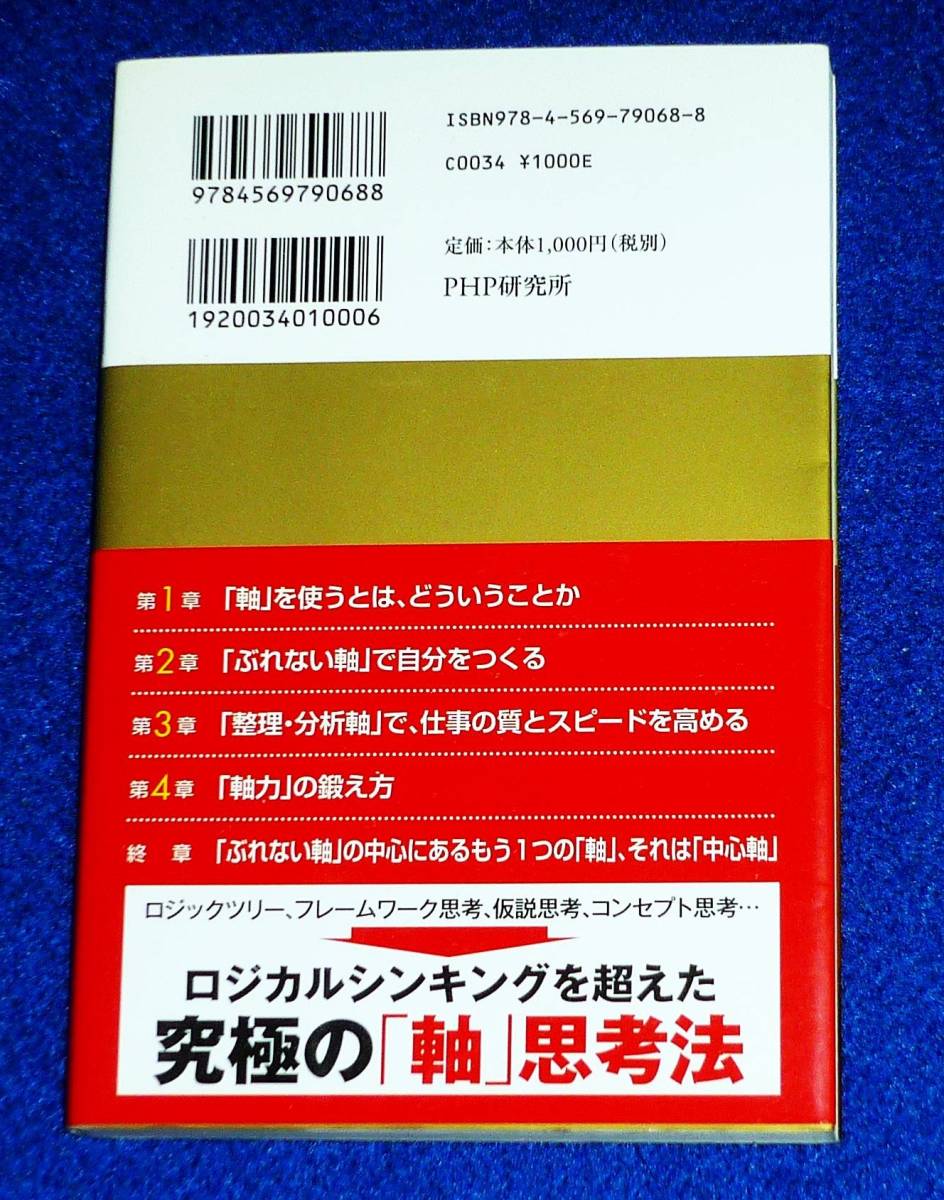 ISBN978-4-569-79068-8
C0034 ¥1000E
9784569790688
定価：本体1,000円（税別）
PHP研究所
1920034010006
第1章 「軸」を使うとは、どういうことか
第2章 「ぶれない軸」で自分をつくる
第3章 「整理・分析軸」で、仕事の質とスピードを高める
第4章 「軸力」の鍛え方
終 章 「ぶれない軸」の中心にあるもう1つの「軸」、それは「中心軸」
ロジックツリー、フレームワーク思考、仮説思考、コンセプト思考…
ロジカルシンキングを超えた
究極の「軸」思考法